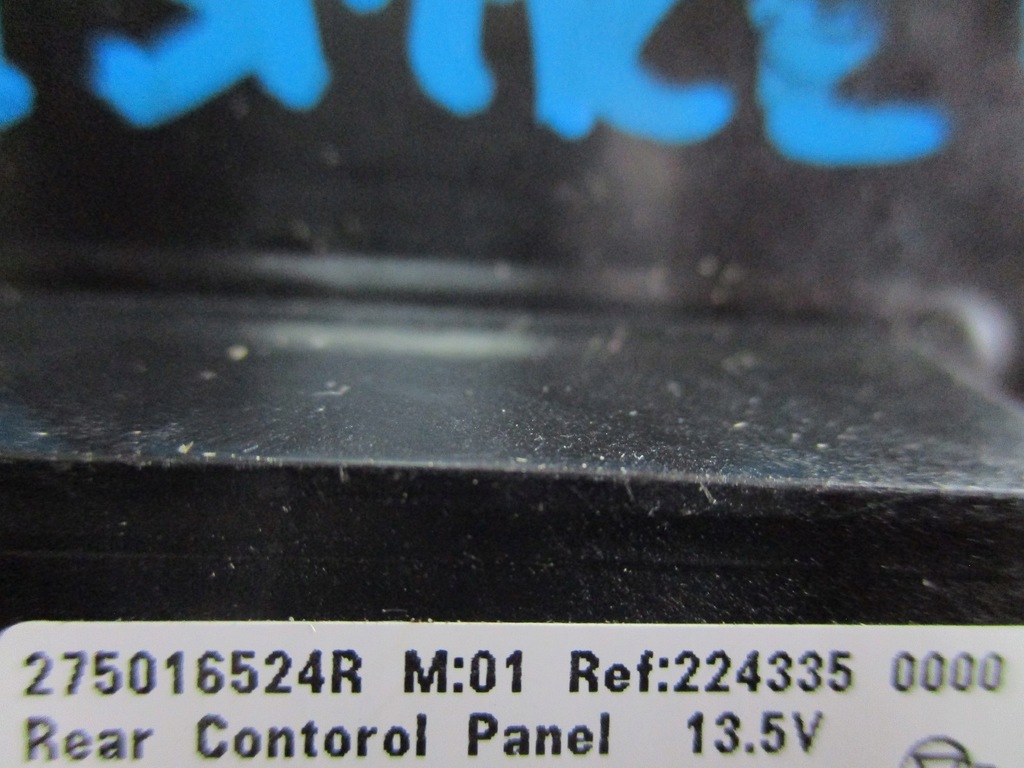 275016524R M:01 Ref:224335 0000
Rear Contorol Panel 13.5V